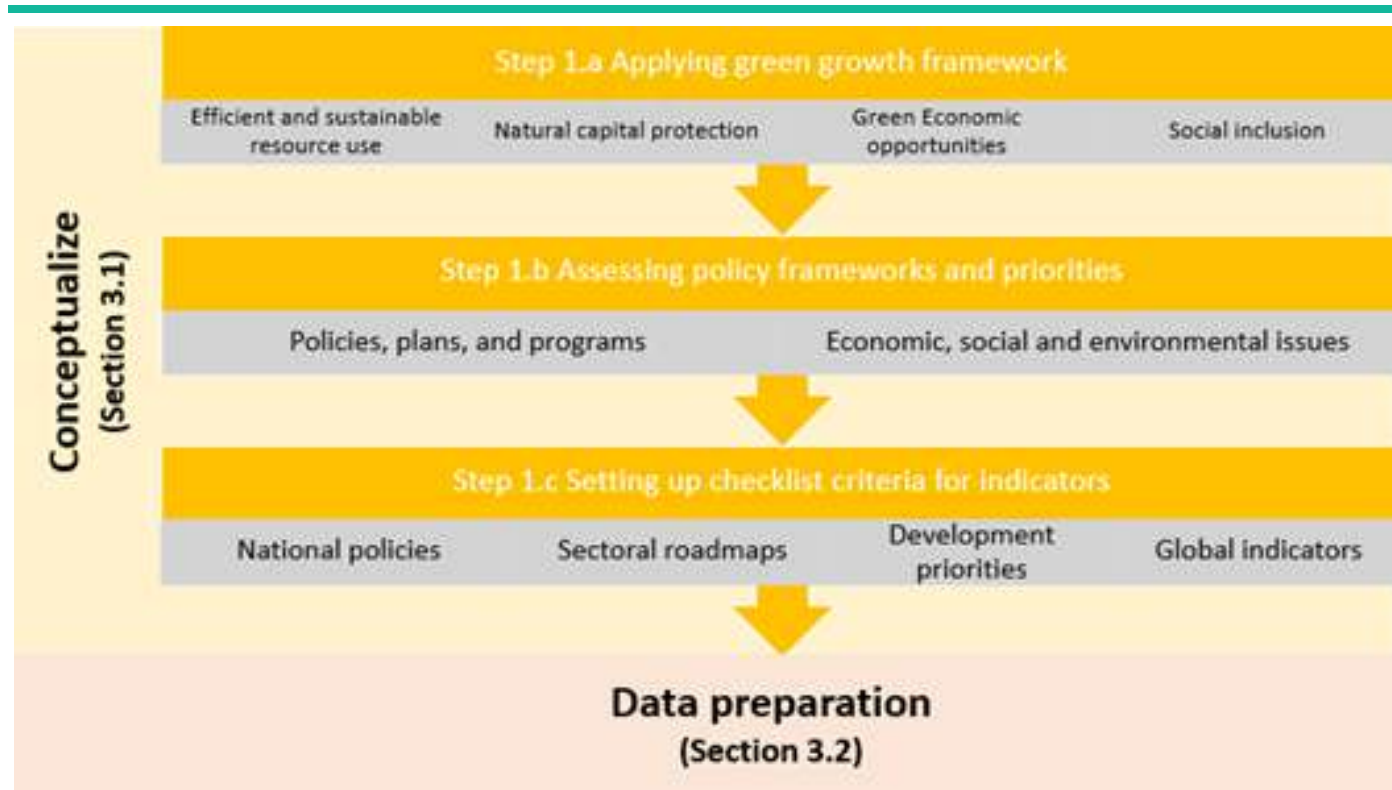 Conceptualize
(Section 3.1)
Step 1.a Applying green growth framework
Efficient and sustainable
resource use
Natural capital protection
Green Economic
opportunities
Social inclusion
Step 1.b Assessing policy frameworks and priorities
Policies, plans, and programs
Economic, social and environmental issues
Step 1.c Setting up checklist criteria for indicators
National policies
Sectoral roadmaps
Development
priorities
Global indicators
Data preparation
(Section 3.2)